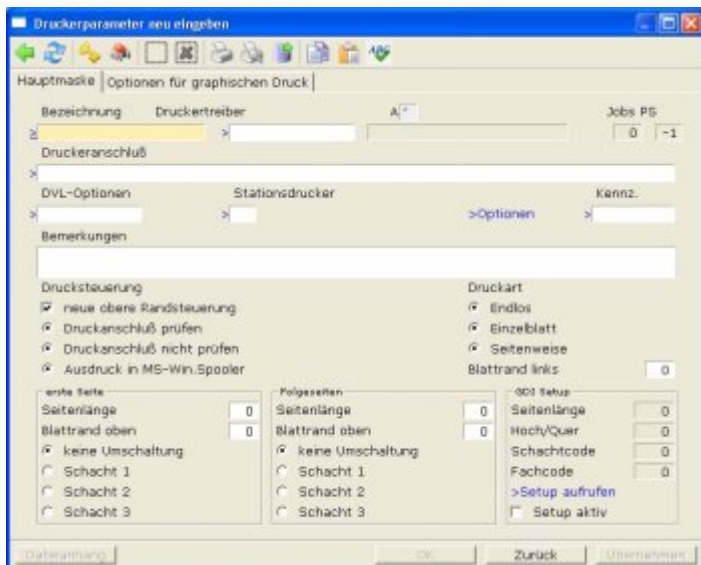 Druckerparameter neu eingeben
ABC
Hauptmaske Optionen für graphischen Druck
Bezeichnung Druckertreiber A * Jobs PS
≥ > 0 -1
Druckeranschluß
>
DVL-Optionen Stationsdrucker Kennz.
> > >Optionen >
Bemerkungen
Drucksteuerung Druckart
neue obere Randsteuerung Endlos
Druckanschluß prüfen Einzelblatt
Druckanschluß nicht prüfen Seitenweise
Ausdruck in MS-Win.Spooler Blattrand links 0
erste Seite Folgeseiten GDI Setup
Seitenlänge 0 Seitenlänge 0 Seitenlänge 0
Blattrand oben 0 Blattrand oben 0 Hoch/Quer 0
keine Umschaltung keine Umschaltung Schachtcode 0
Schacht 1 Schacht 1 Fachcode 0
Schacht 2 Schacht 2 >Setup aufrufen
Schacht 3 Schacht 3 Setup aktiv
Dateianhang OK Zurück Übernehmen